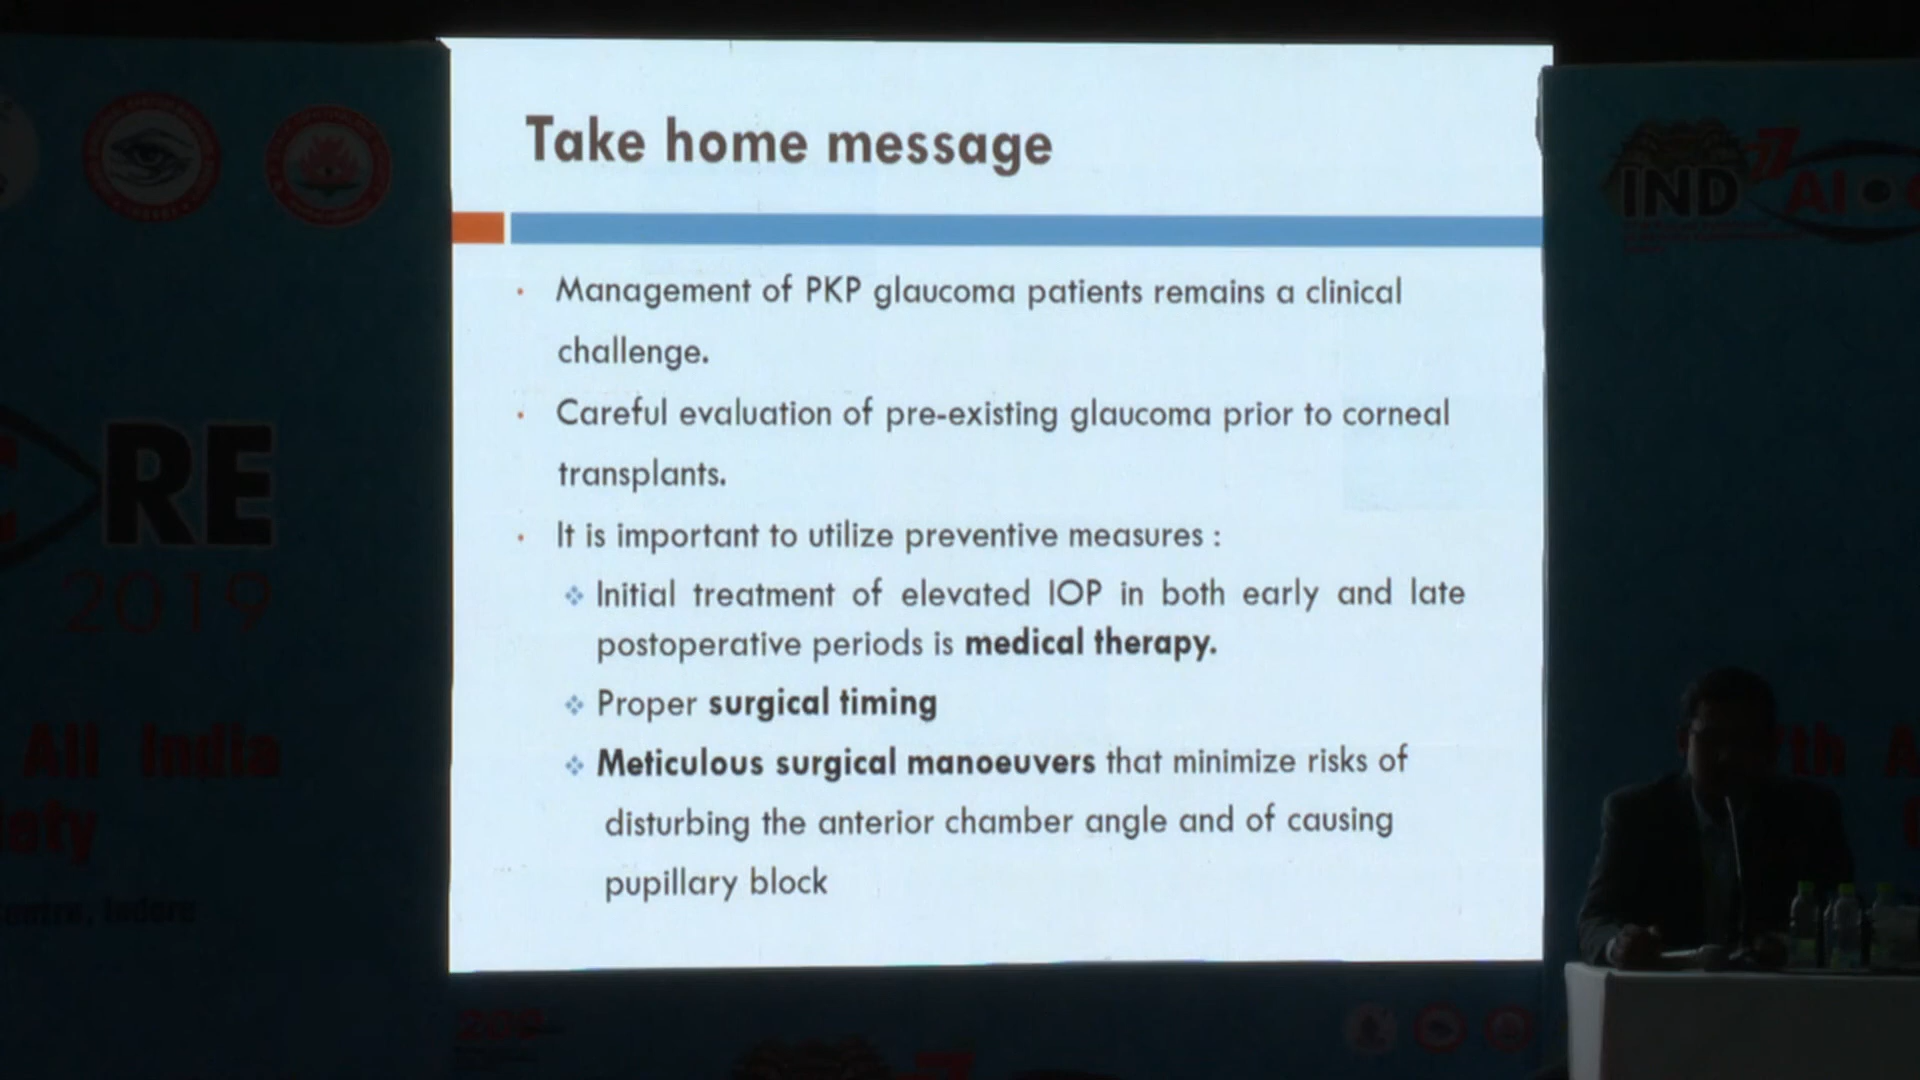 Take home message
Management of PKP glaucoma patients remains a clinical
challenge.
Careful evaluation of pre-existing glaucoma prior to corneal
transplants.
It is important to utilize preventive measures :
Initial treatment of elevated IOP in both early and late
postoperative periods is medical therapy.
Proper surgical timing
Meticulous surgical manoeuvers that minimize risks of
disturbing the anterior chamber angle and of causing
pupillary block
RE
2019
All India
IND
77
AI